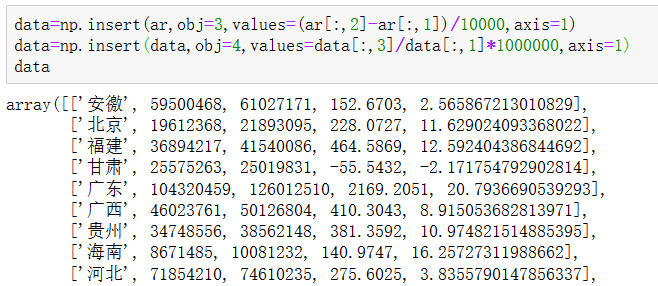 data=np.insert(ar,obj=3,values=(ar[:,2]-ar[:,1])/10000,axis=1)
data=np.insert(data,obj=4,values=data[:,3]/data[:,1]*1000000,axis=1)
data
array([['安徽', 59500468, 61027171, 152.6703, 2.565867213010829],
['北京', 19612368, 21893095, 228.0727, 11.629024093368022],
['福建', 36894217, 41540086, 464.5869, 12.592404386844692],
['甘肃', 25575263, 25019831, -55.5432, -2.171754792902814],
['广东', 104320459, 126012510, 2169.2051, 20.7936690539293],
['广西', 46023761, 50126804, 410.3043, 8.915053682813971],
['贵州', 34748556, 38562148, 381.3592, 10.974821514885395],
['海南', 8671485, 10081232, 140.9747, 16.25727311988662],
['河北', 71854210, 74610235, 275.6025, 3.8355790147856337],